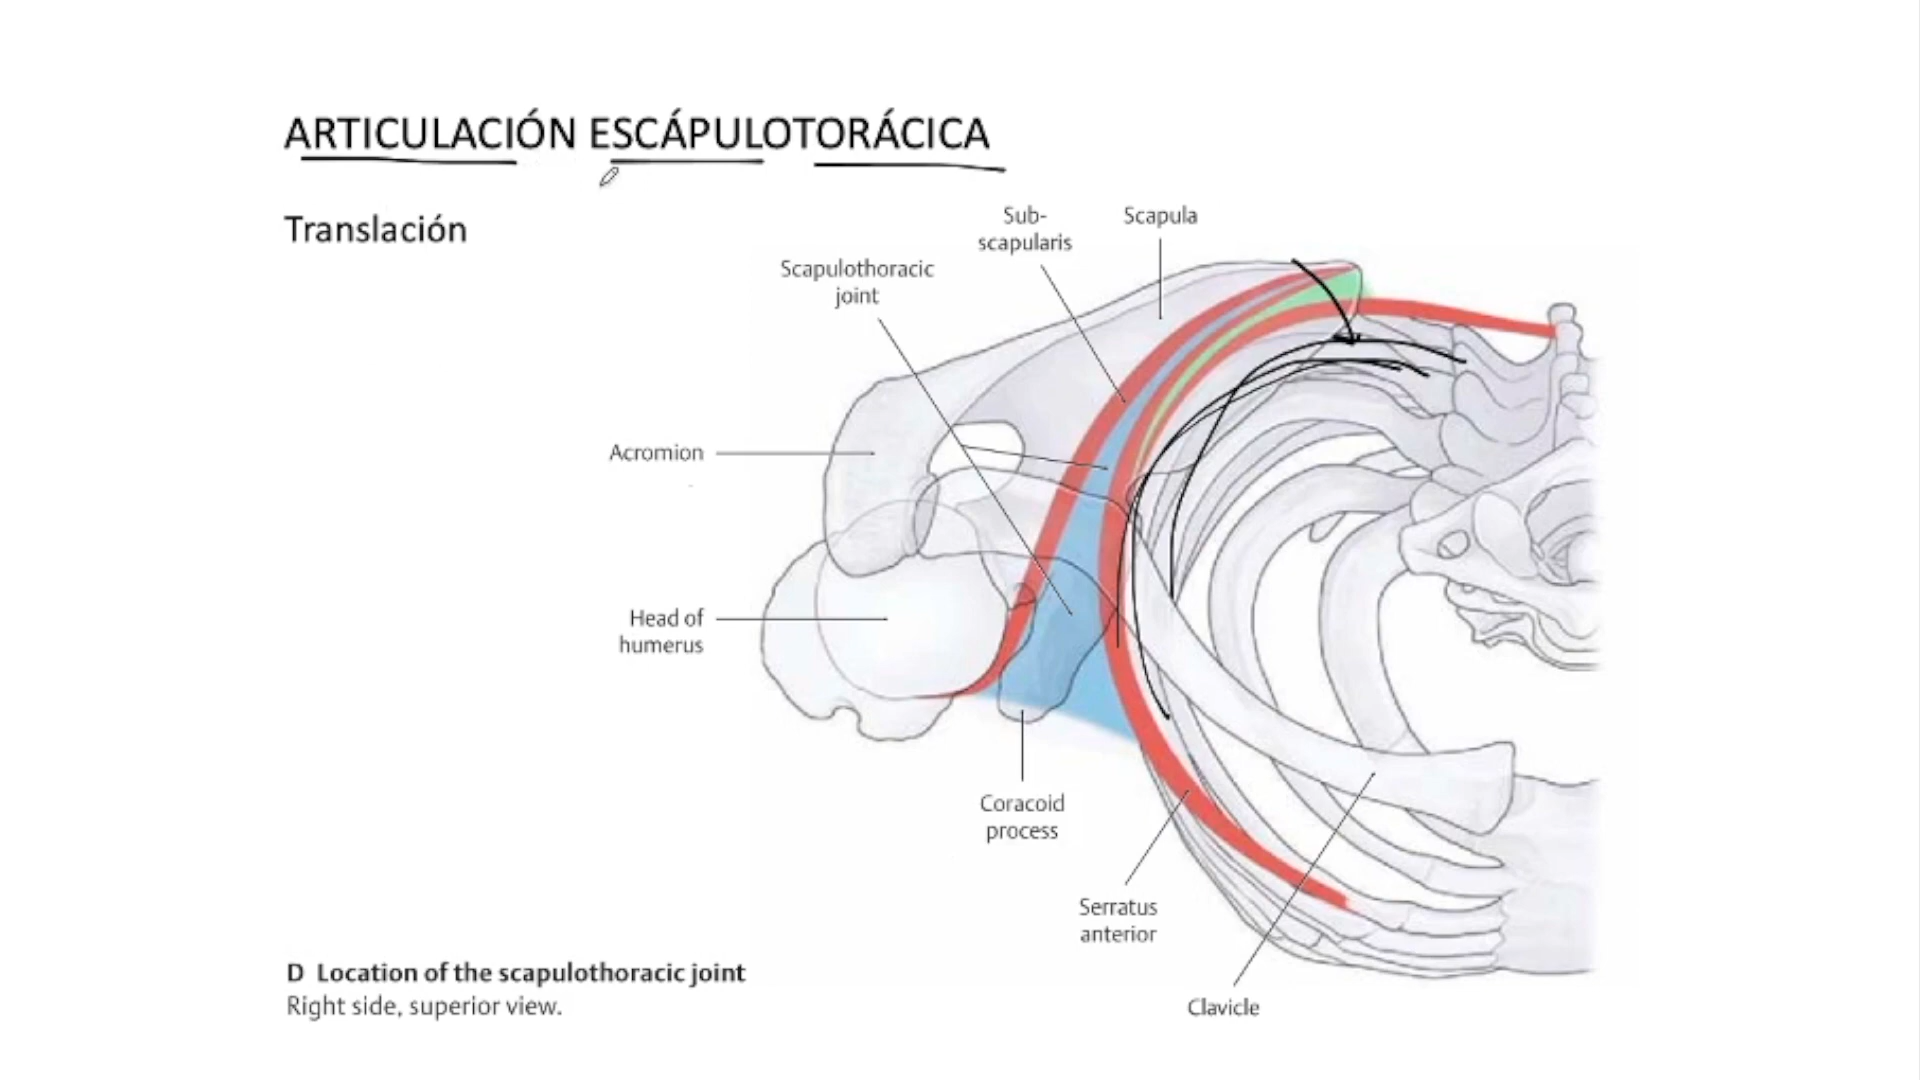 ARTICULACIÓN ESCÁPULOTORÁCICA
Translación
Sub-
scapularis
Scapula
Scapulothoracic
joint
Acromion
Head of
humerus
Coracoid
process
Serratus
anterior
Clavicle
D Location of the scapulothoracic joint
Right side, superior view.